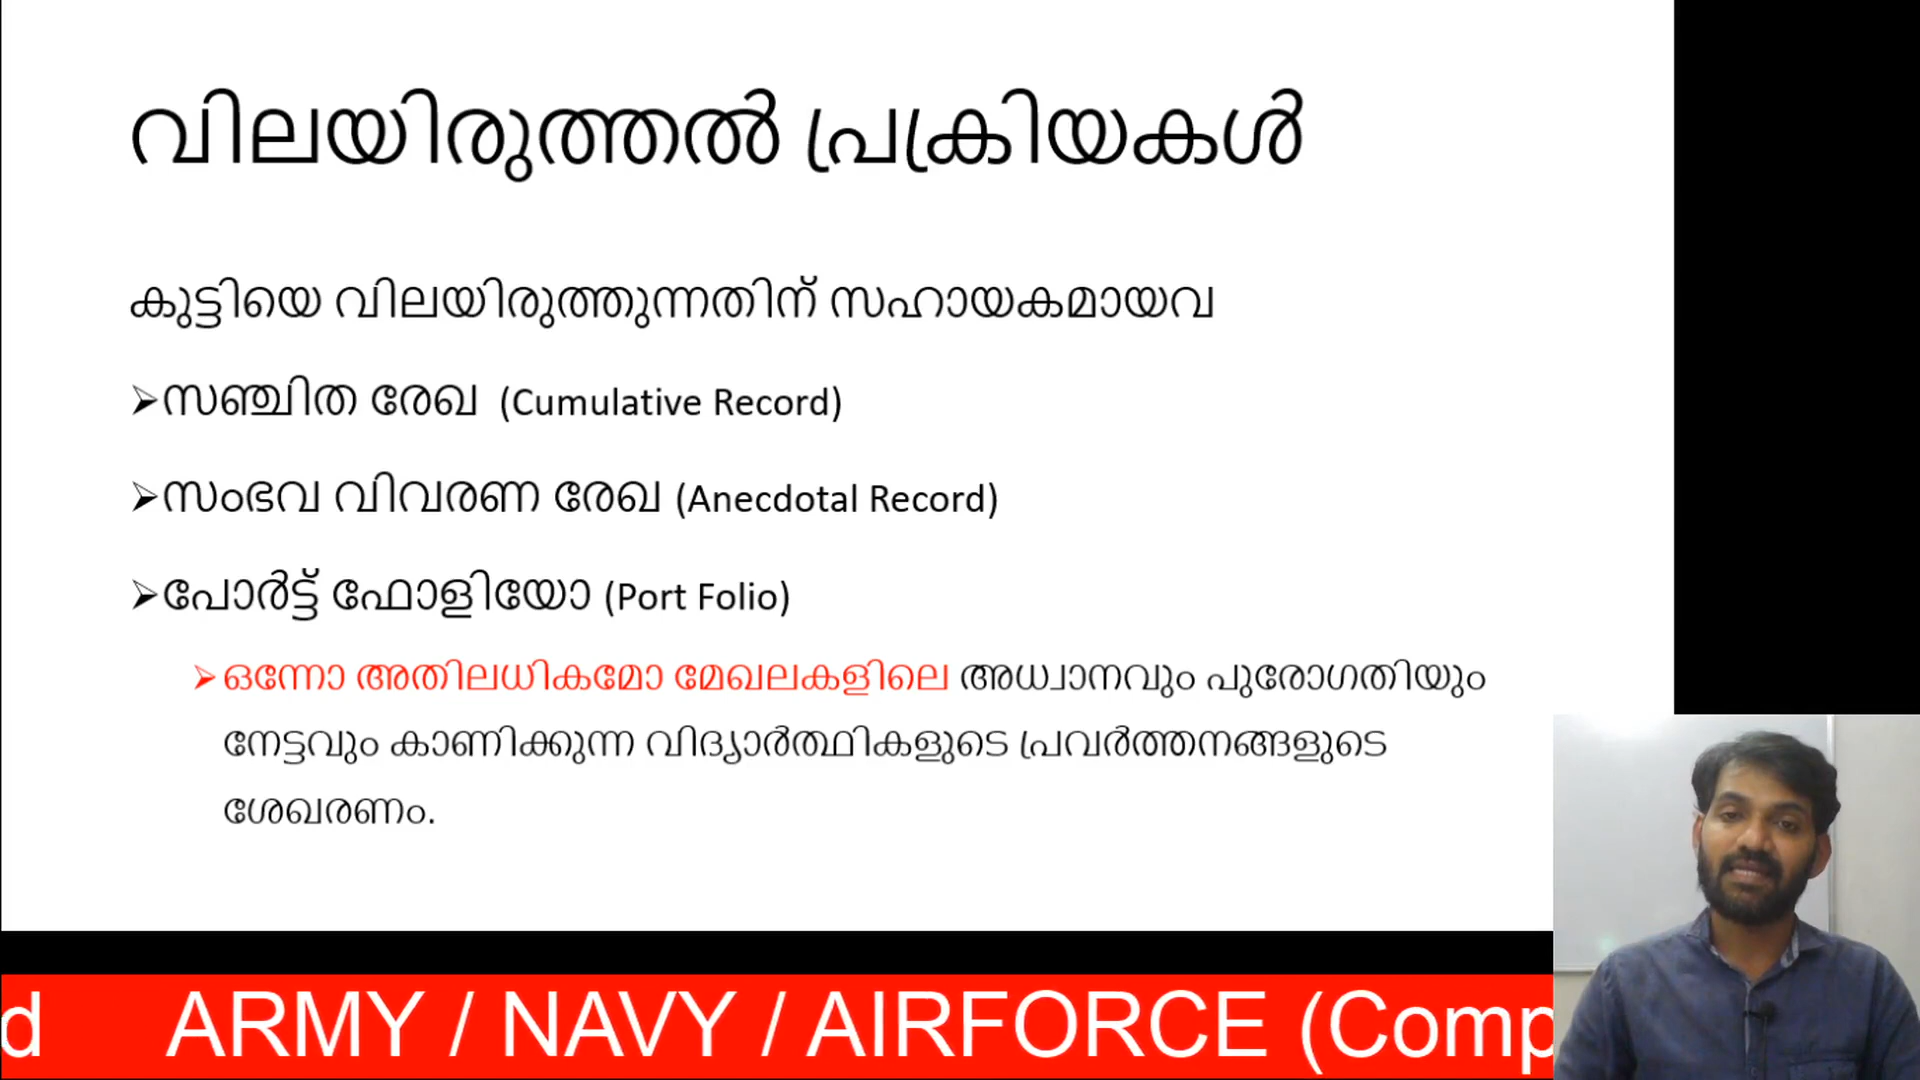 വിലയിരുത്തൽ പ്രക്രിയകൾ
കുട്ടിയെ വിലയിരുത്തുന്നതിന് സഹായകമായവ
➢സഞ്ചിത രേഖ (Cumulative Record)
➢സംഭവ വിവരണ രേഖ (Anecdotal Record)
➢പോർട്ട് ഫോളിയോ (Port Folio)
➢ഒന്നോ അതിലധികമോ മേഖലകളിലെ അധ്വാനവും പുരോഗതിയും
നേട്ടവും കാണിക്കുന്ന വിദ്യാർത്ഥികളുടെ പ്രവർത്തനങ്ങളുടെ
ശേഖരണം.
d ARMY / NAVY / AIRFORCE (Comp